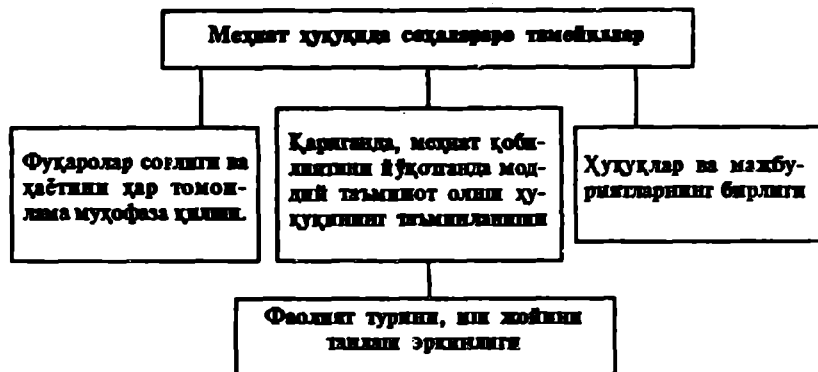 Меҳнат ҳуқуқида соҳалараро тамойиллар
Фуқаролар соғлиги ва
ҳаётини ҳар томон-
лама муҳофаза қилиш.
Қариганда, меҳнат қоби-
лиятини йўқотганда мод-
дий таъминот олиш ҳу-
қуқининг таъминланиши
Ҳуқуқлар ва мажбу-
риятларнинг бирлиги
Фаолият турини, иш жойини
танлаш эркинлиги